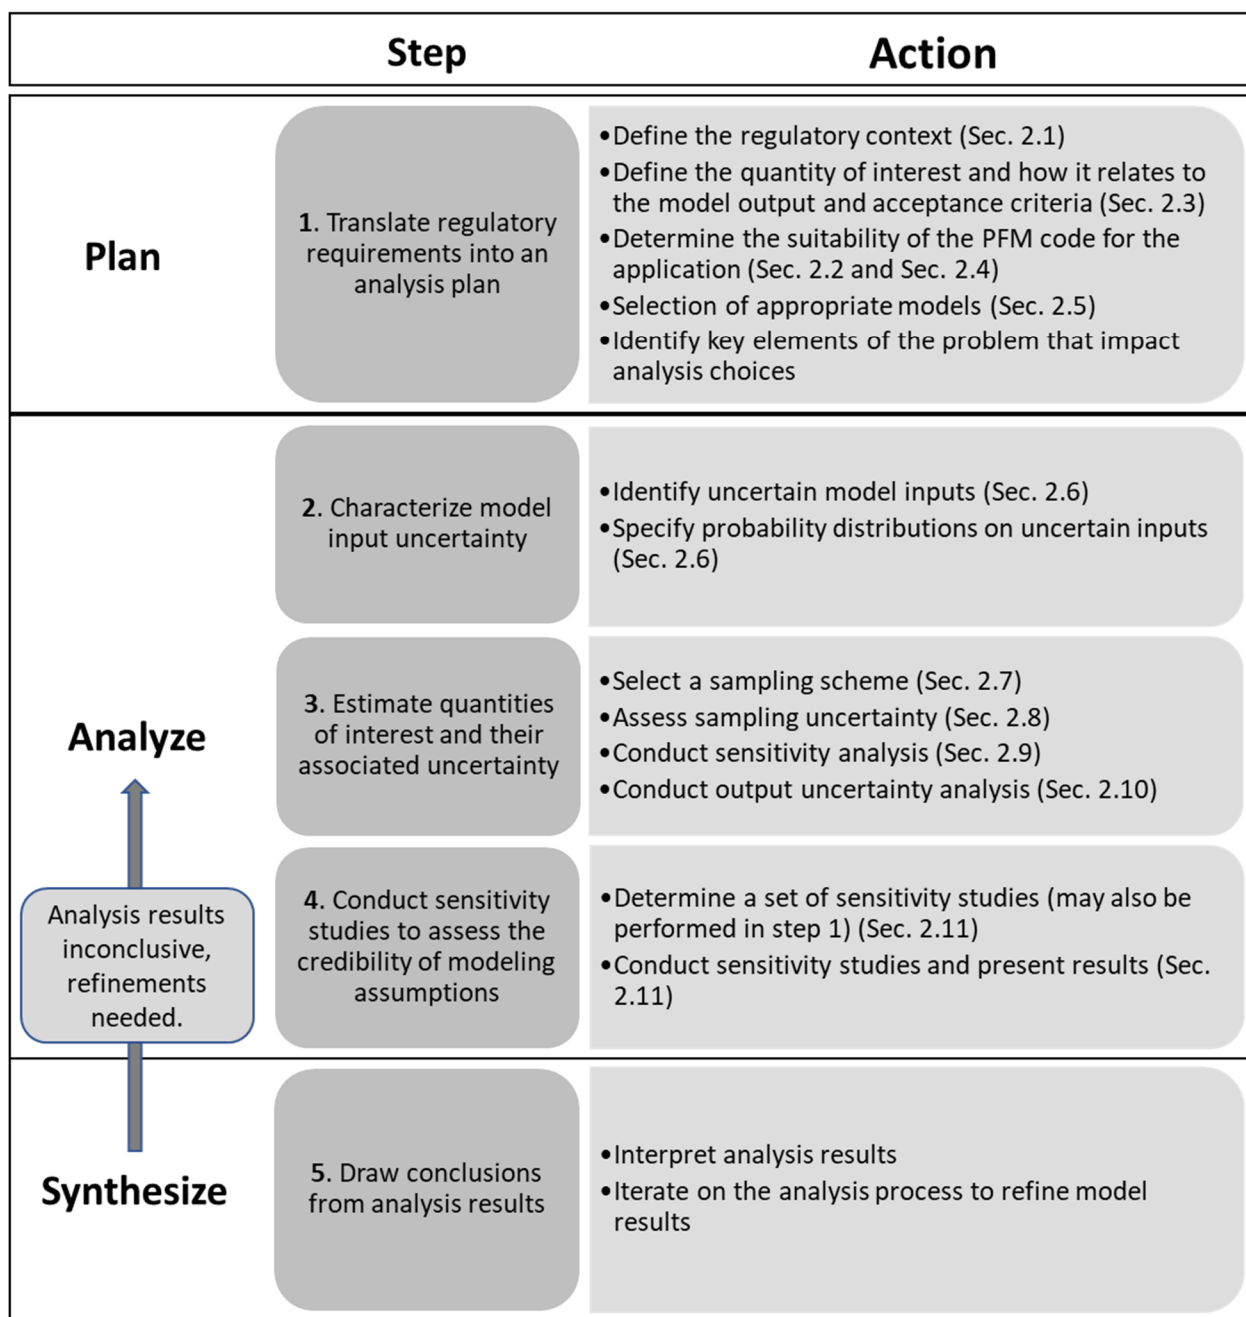 Step
Action
Plan
1. Translate regulatory
requirements into an
analysis plan
•Define the regulatory context (Sec. 2.1)
•Define the quantity of interest and how it relates to
the model output and acceptance criteria (Sec. 2.3)
•Determine the suitability of the PFM code for the
application (Sec. 2.2 and Sec. 2.4)
•Selection of appropriate models (Sec. 2.5)
•Identify key elements of the problem that impact
analysis choices
Analyze
2. Characterize model
input uncertainty
•Identify uncertain model inputs (Sec. 2.6)
•Specify probability distributions on uncertain inputs
(Sec. 2.6)
3. Estimate quantities
of interest and their
associated uncertainty
•Select a sampling scheme (Sec. 2.7)
•Assess sampling uncertainty (Sec. 2.8)
•Conduct sensitivity analysis (Sec. 2.9)
•Conduct output uncertainty analysis (Sec. 2.10)
Analysis results
inconclusive,
refinements
needed.
4. Conduct sensitivity
studies to assess the
credibility of modeling
assumptions
•Determine a set of sensitivity studies (may also be
performed in step 1) (Sec. 2.11)
•Conduct sensitivity studies and present results (Sec.
2.11)
Synthesize
5. Draw conclusions
from analysis results
•Interpret analysis results
•Iterate on the analysis process to refine model
results